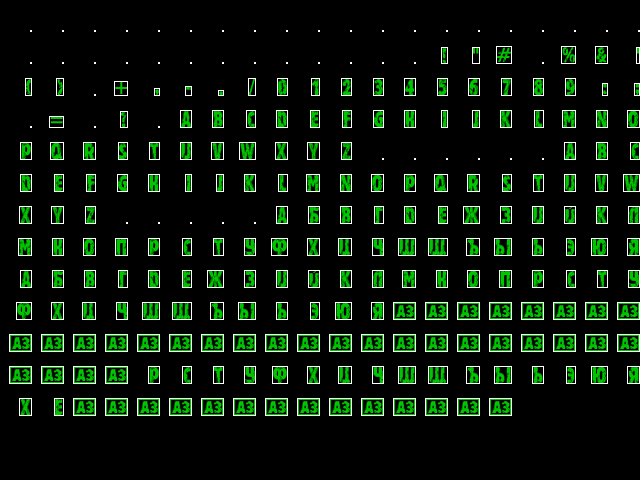 ! " # % & '
( ) + , - . / 0 1 2 3 4 5 6 7 8 9 : ;
= ? A B C D E F G H I J K L M N O
P Q R S T U V W X Y Z A B C
D E F G H I J K L M N O P Q R S T U V W
X Y Z А Б В Г Д Е Ж З И Й К Л
М Н О П Р С Т У Ф Х Ц Ч Ш Щ Ъ Ы Ь Э Ю Я
А Б В Г Д Е Ж З И Й К Л М Н О П Р С Т У
Ф Х Ц Ч Ш Щ Ъ Ы Ь Э Ю Я АЗ АЗ АЗ АЗ АЗ АЗ АЗ АЗ
АЗ АЗ АЗ АЗ АЗ АЗ АЗ АЗ АЗ АЗ АЗ АЗ АЗ АЗ АЗ АЗ АЗ АЗ АЗ АЗ
АЗ АЗ АЗ АЗ Р С Т У Ф Х Ц Ч Ш Щ Ъ Ы Ь Э Ю Я
Х Е АЗ АЗ АЗ АЗ АЗ АЗ АЗ АЗ АЗ АЗ АЗ АЗ АЗ АЗ